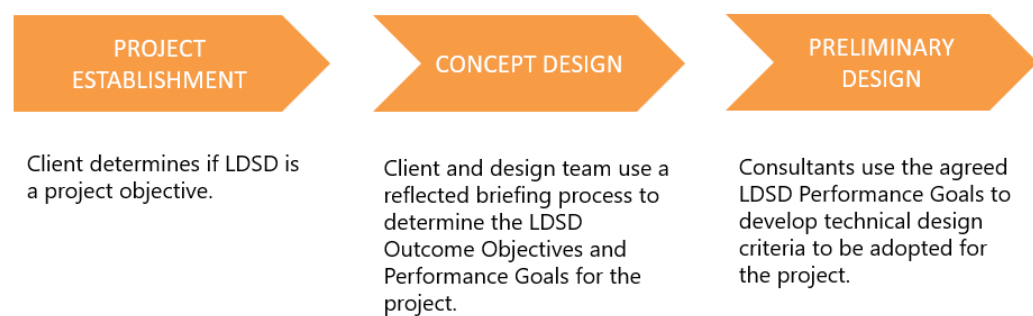 PROJECT
ESTABLISHMENT
Client determines if LDSD is
a project objective.
CONCEPT DESIGN
Client and design team use a
reflected briefing process to
determine the LDSD
Outcome Objectives and
Performance Goals for the
project.
PRELIMINARY
DESIGN
Consultants use the agreed
LDSD Performance Goals to
develop technical design
criteria to be adopted for
the project.